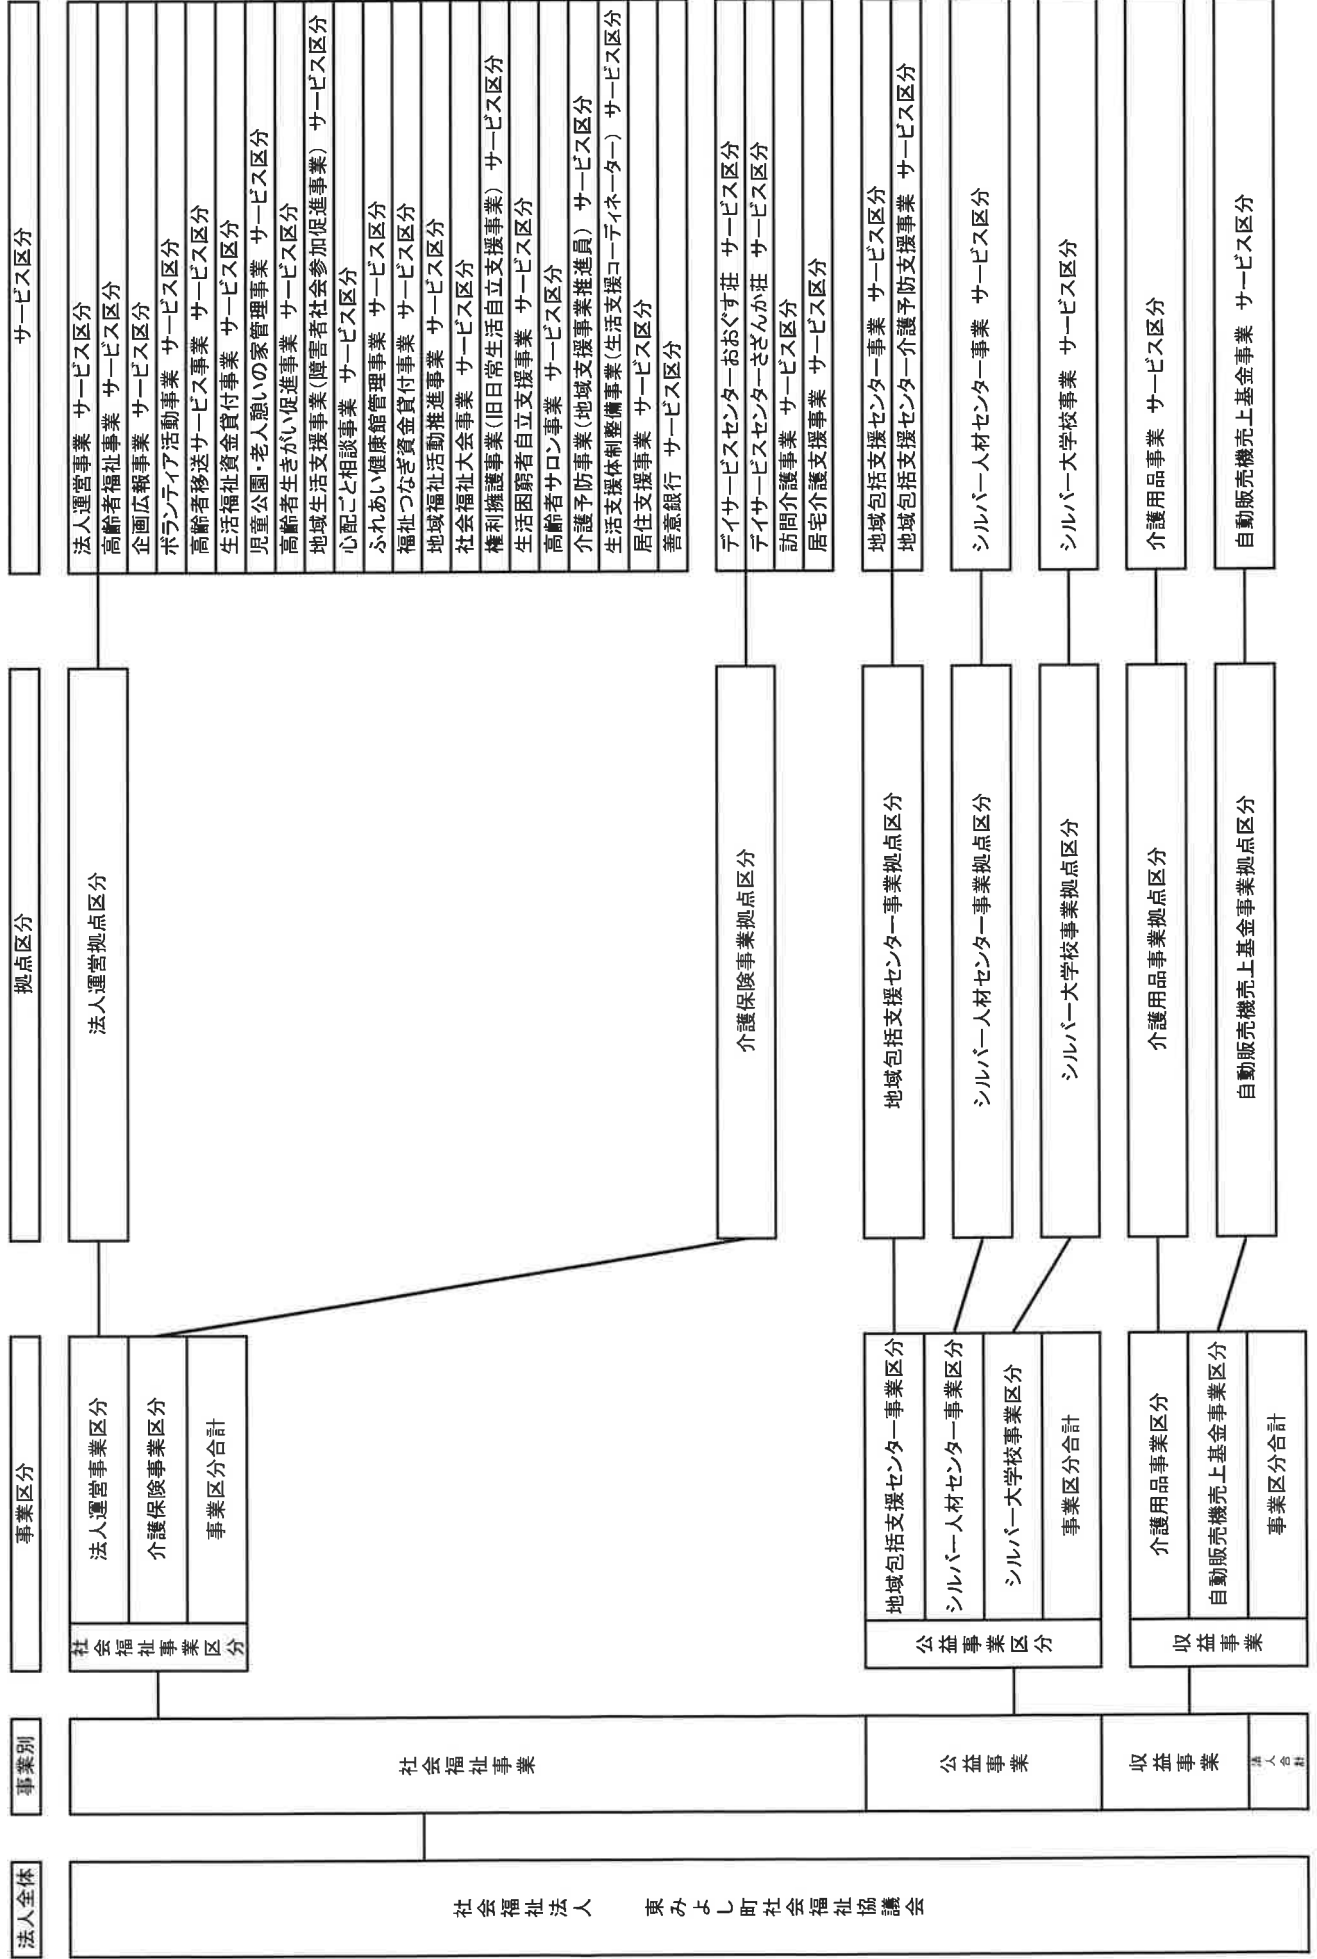 法人全体
事業別
事業区分
拠点区分
サービス区分
社会福祉法人　東みよし町社会福祉協議会
社会福祉事業
公益事業
収益事業
法人合計
社会福祉事業区分
法人運営事業区分
介護保険事業区分
事業区分合計
公益事業区分
地域包括支援センター事業区分
シルバー人材センター事業区分
シルバー大学校事業区分
事業区分合計
収益事業
介護用品事業区分
自動販売機売上基金事業区分
事業区分合計
法人運営拠点区分
介護保険事業拠点区分
地域包括支援センター事業拠点区分
シルバー人材センター事業拠点区分
シルバー大学校事業拠点区分
介護用品事業拠点区分
自動販売機売上基金事業拠点区分
法人運営事業　サービス区分
高齢者福祉事業　サービス区分
企画広報事業　サービス区分
ボランティア活動事業　サービス区分
高齢者移送サービス事業　サービス区分
生活福祉資金貸付事業　サービス区分
児童公園・老人憩いの家管理事業　サービス区分
高齢者生きがい促進事業　サービス区分
地域生活支援事業(障害者社会参加促進事業)　サービス区分
心配ごと相談事業　サービス区分
ふれあい健康館管理事業　サービス区分
福祉つなぎ資金貸付事業　サービス区分
地域福祉活動推進事業　サービス区分
社会福祉大会事業　サービス区分
権利擁護事業(旧日常生活自立支援事業)　サービス区分
生活困窮者自立支援事業　サービス区分
高齢者サロン事業　サービス区分
介護予防事業(地域支援事業推進員)　サービス区分
生活支援体制整備事業(生活支援コーディネーター)　サービス区分
居住支援事業　サービス区分
善意銀行　サービス区分
デイサービスセンターおおぐす荘　サービス区分
デイサービスセンターさざんか荘　サービス区分
訪問介護事業　サービス区分
居宅介護支援事業　サービス区分
地域包括支援センター事業　サービス区分
地域包括支援センター介護予防支援事業　サービス区分
シルバー人材センター事業　サービス区分
シルバー大学校事業　サービス区分
介護用品事業　サービス区分
自動販売機売上基金事業　サービス区分